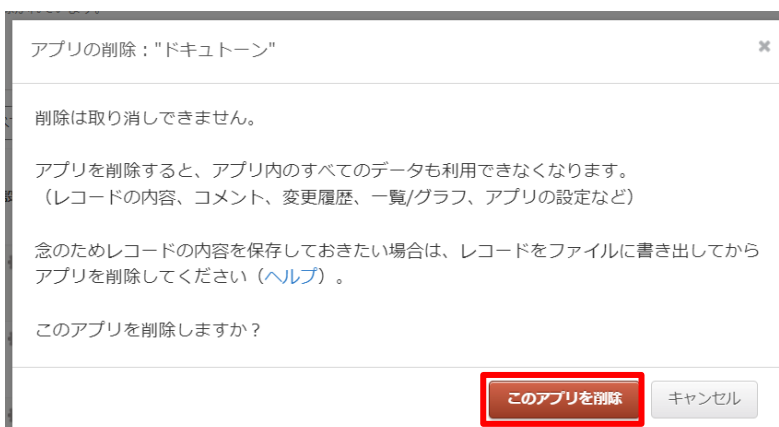 アプリの削除："ドキュトーン"
×
削除は取り消しできません。
アプリを削除すると、アプリ内のすべてのデータも利用できなくなります。
（レコードの内容、コメント、変更履歴、一覧/グラフ、アプリの設定など）
念のためレコードの内容を保存しておきたい場合は、レコードをファイルに書き出してから
アプリを削除してください（ヘルプ）。
このアプリを削除しますか？
このアプリを削除 キャンセル